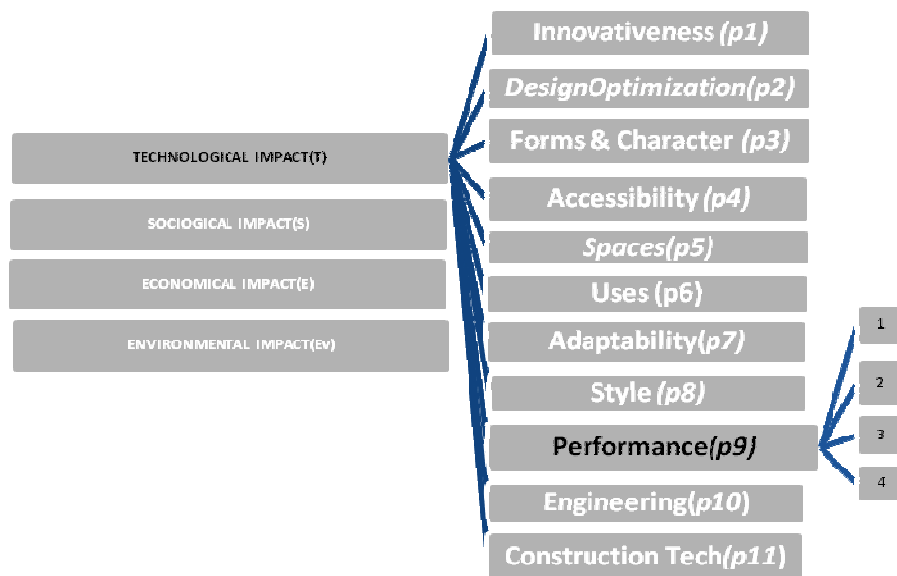 TECHNOLOGICAL IMPACT(T)
SOCIOGICAL IMPACT(S)
ECONOMICAL IMPACT(E)
ENVIRONMENTAL IMPACT(Ev)
Innovativeness (p1)
DesignOptimization(p2)
Forms & Character (p3)
Accessibility (p4)
Spaces(p5)
Uses (p6)
Adaptability(p7)
Style (p8)
Performance(p9)
Engineering(p10)
Construction Tech(p11)
1
2
3
4